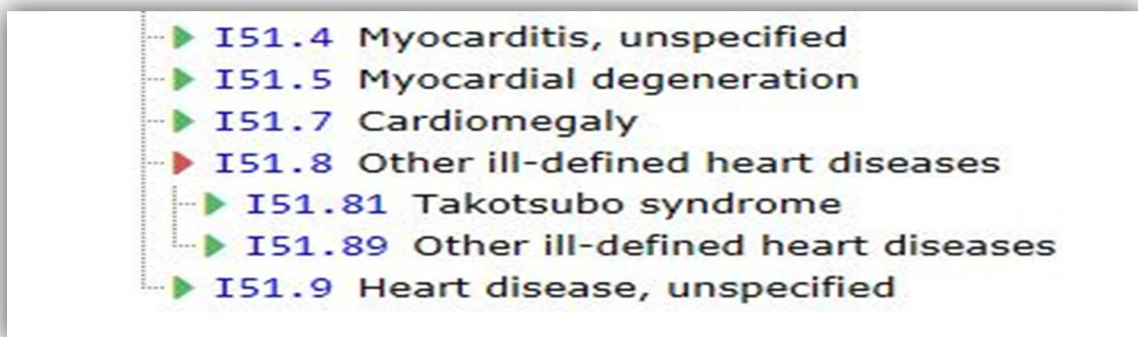 I51.4 Myocarditis, unspecified
I51.5 Myocardial degeneration
I51.7 Cardiomegaly
I51.8 Other ill-defined heart diseases
I51.81 Takotsubo syndrome
I51.89 Other ill-defined heart diseases
I51.9 Heart disease, unspecified